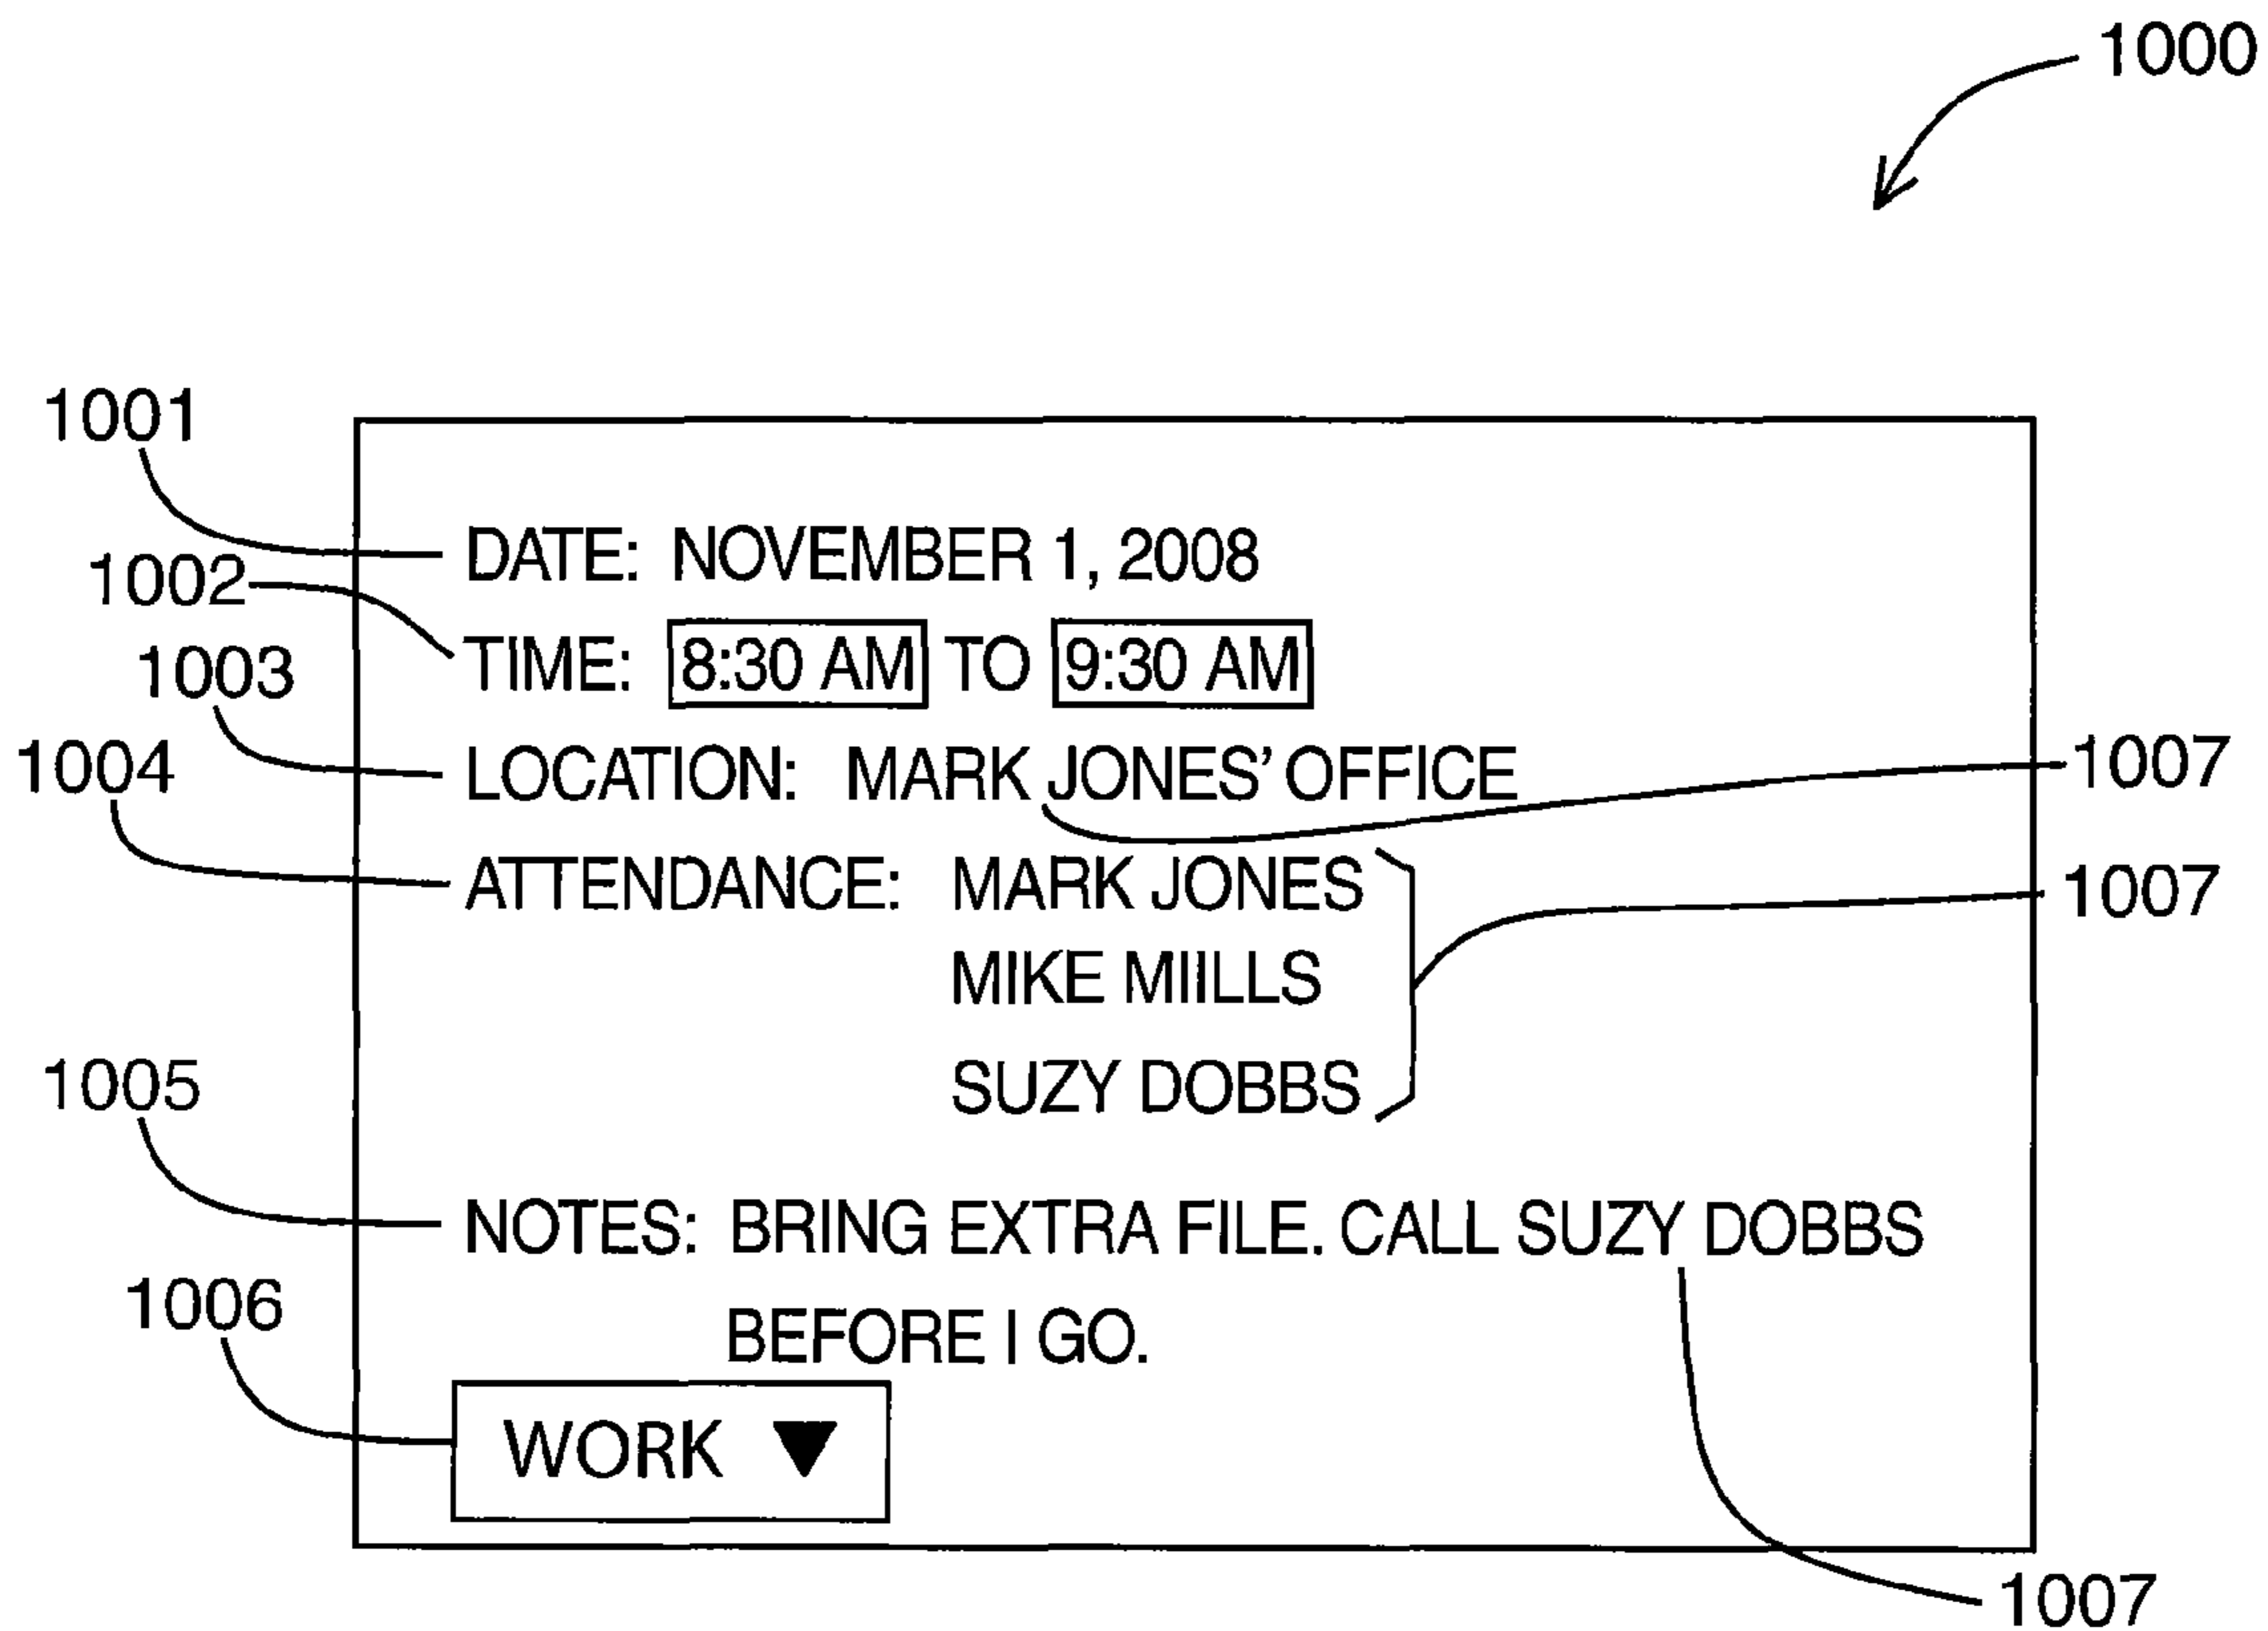 1000
1001
DATE: NOVEMBER 1, 2008
1002
TIME: 8:30 AM TO 9:30 AM
1003
LOCATION: MARK JONES' OFFICE
1007
1004
ATTENDANCE: MARK JONES
1007
MIKE MIILLS
SUZY DOBBS
1005
NOTES: BRING EXTRA FILE. CALL SUZY DOBBS
1006
BEFORE I GO.
WORK ▼
1007